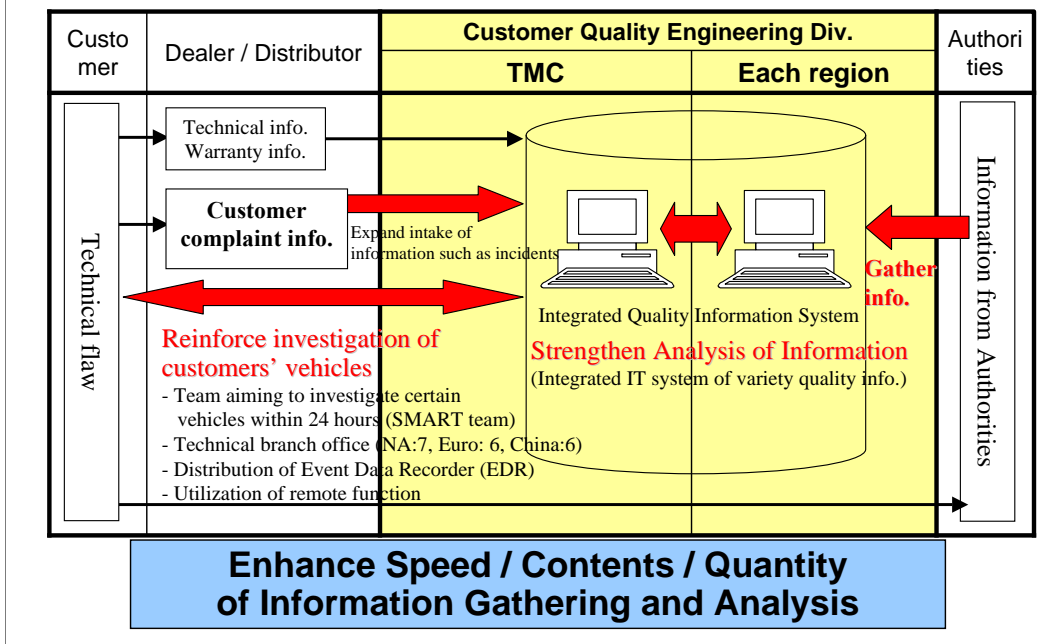 Custo
mer
Dealer / Distributor
Customer Quality Engineering Div.
TMC
Each region
Authori
ties
Technical flaw
Technical info.
Warranty info.
Customer
complaint info.
Expand intake of
information such as incidents
Gather
info.
Information from Authorities
Integrated Quality Information System
Reinforce investigation of
customers’ vehicles
- Team aiming to investigate certain
vehicles within 24 hours (SMART team)
- Technical branch office (NA:7, Euro: 6, China:6)
- Distribution of Event Data Recorder (EDR)
- Utilization of remote function
Strengthen Analysis of Information
(Integrated IT system of variety quality info.)
Enhance Speed / Contents / Quantity
of Information Gathering and Analysis